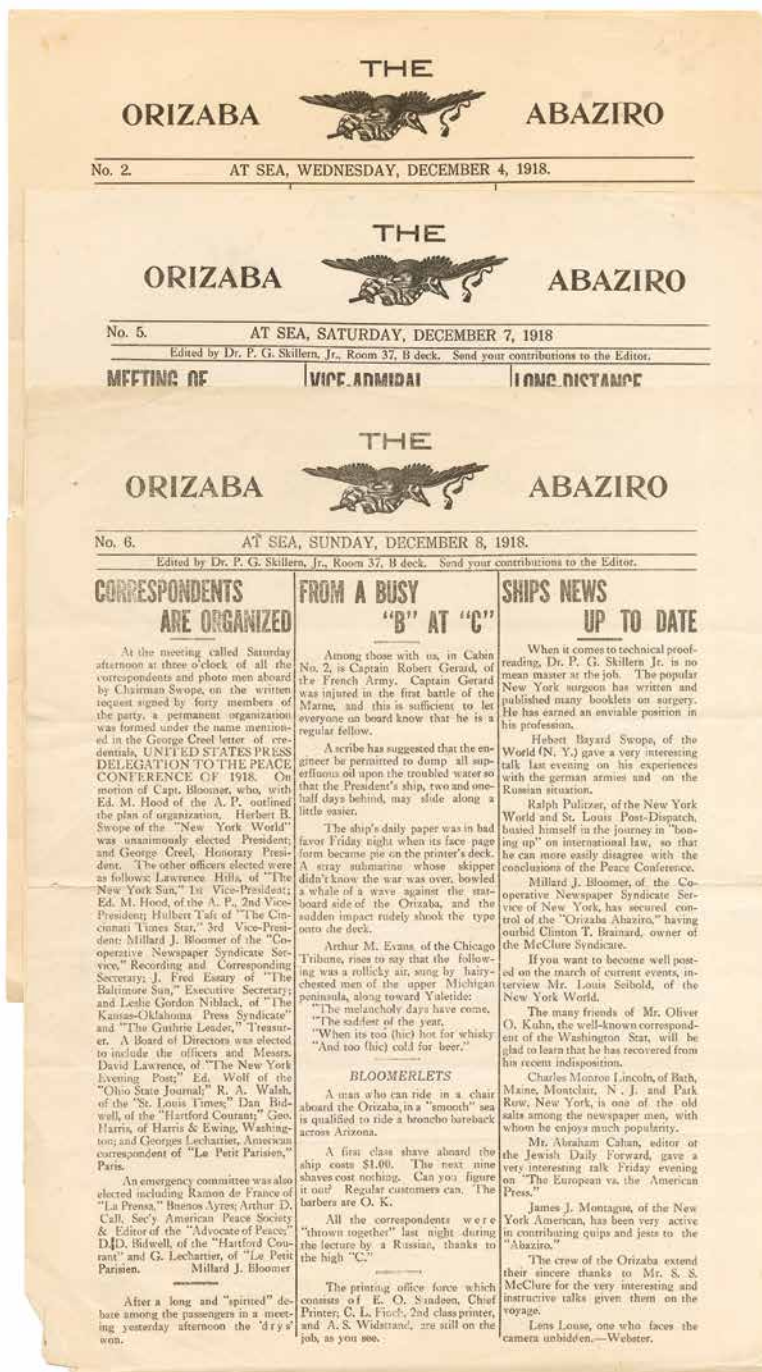 THE
ORIZABA ABAZIRO
No. 2. AT SEA, WEDNESDAY, DECEMBER 4, 1918.
THE
ORIZABA ABAZIRO
No. 5. AT SEA, SATURDAY, DECEMBER 7, 1918
Edited by Dr. P. G. Skillern, Jr., Room 37, B deck. Send your contributions to the Editor.
MEETING OF
VICE-ADMIRAL
LONG-DISTANCE
THE
ORIZABA ABAZIRO
No. 6. AT SEA, SUNDAY, DECEMBER 8, 1918.
Edited by Dr. P. G. Skillern, Jr., Room 37, B deck. Send your contributions to the Editor.
CORRESPONDENTS
ARE ORGANIZED
At the meeting called Saturday
afternoon at three o'clock of all the
correspondents and photo men aboard
by Chairman Swope, on the written
request signed by forty members of
the party, a permanent organization
was formed under the name mention-
ed in the George Creel letter of cre-
dentials, UNITED STATES PRESS
DELEGATION TO THE PEACE
CONFERENCE OF 1918. On
motion of Capt. Bloomer, who, with
Ed. M. Hood of the A. P. outlined
the plan of organization, Herbert B.
Swope of the "New York World"
was unanimously elected President;
and George Creel, Honorary Presi-
dent. The other officers elected were
as follows: Lawrence Hills, of "The
New York Sun," 1st Vice-President;
Ed. M. Hood, of the A. P., 2nd Vice-
President; Hulbert Taft of "The Cin-
cinnati Times Star," 3rd Vice-Presi-
dent: Millard J. Bloomer of the "Co-
operative Newspaper Syndicate Ser-
vice," Recording and Corresponding
Secretary; J. Fred Essary of "The
Baltimore Sun," Executive Secretary;
and Leslie Gordon Niblack, of "The
Kansas-Oklahoma Press Syndicate"
and "The Guthrie Leader," Treasur-
er. A Board of Directors was elected
to include the officers and Messrs.
David Lawrence, of "The New York
Evening Post;" Ed. Wolf of the
"Ohio State Journal;" R. A. Walsh,
of the "St. Louis Times;" Dan Bid-
well, of the "Hartford Courant;" Geo.
Harris, of Harris & Ewing, Washing-
ton; and Georges Lechartier, American
correspondent of "Le Petit Parisien,"
Paris.
An emergency committee was also
elected including Ramon de France of
"La Prensa," Buenos Ayres; Arthur D.
Call, Sec'y American Peace Society
& Editor of the "Advocate of Peace;"
D. D. Bidwell, of the "Hartford Cou-
rant" and G. Lechartier, of "Le Petit
Parisien. Millard J. Bloomer
After a long and "spirited" de-
bate among the passengers in a meet-
ing yesterday afternoon the 'drys'
won.
FROM A BUSY
"B" AT "C"
Among those with us, in Cabin
No. 2, is Captain Robert Gerard, of
the French Army. Captain Gerard
was injured in the first battle of the
Marne, and this is sufficient to let
everyone on board know that he is a
regular fellow.
A scribe has suggested that the en-
gineer be permitted to dump all sup-
erfluous oil upon the troubled water so
that the President's ship, two and one-
half days behind, may slide along a
little easier.
The ship's daily paper was in bad
favor Friday night when its face page
form became pie on the printer's deck.
A stray submarine whose skipper
didn't know the war was over, bowled
a whale of a wave against the star-
board side of the Orizaba, and the
sudden impact rudely shook the type
onto the deck.
Arthur M. Evans, of the Chicago
Tribune, rises to say that the follow-
ing was a rollicky air, sung by hairy-
chested men of the upper Michigan
peninsula, along toward Yuletide:
"The melancholy days have come,
"The saddest of the year,
"When its too (hic) hot for whisky
"And too (hic) cold for beer."
BLOOMERLETS
A man who can ride in a chair
aboard the Orizaba, in a "smooth" sea
is qualified to ride a broncho bareback
across Arizona.
A first class shave aboard the
ship costs $1.00. The next nine
shaves cost nothing. Can you figure
it out? Regular customers can. The
barbers are O. K.
All the correspondents were
"thrown together" last night during
the lecture by a Russian, thanks to
the high "C."
The printing office force which
consists of E. O. Sandeen, Chief
Printer; C. L. Finch, 2nd class printer,
and A. S. Widstrand, are still on the
job, as you see.
SHIPS NEWS
UP TO DATE
When it comes to technical proof-
reading, Dr. P. G. Skillern Jr. is no
mean master at the job. The popular
New York surgeon has written and
published many booklets on surgery.
He has earned an enviable position in
his profession.
Hebert Bayard Swope, of the
World (N. Y.) gave a very interesting
talk last evening on his experiences
with the german armies and on the
Russian situation.
Ralph Pulitzer, of the New York
World and St. Louis Post-Dispatch,
busied himself in the journey in "bon-
ing up" on international law, so that
he can more easily disagree with the
conclusions of the Peace Conference.
Millard J. Bloomer, of the Co-
operative Newspaper Syndicate Ser-
vice of New York, has secured con-
trol of the "Orizaba Abaziro," having
ourbid Clinton T. Brainard, owner of
the McClure Syndicare.
If you want to become well post-
ed on the march of current events, in-
terview Mr. Louis Seibold, of the
New York World.
The many friends of Mr. Oliver
O. Kuhn, the well-known correspond-
ent of the Washington Star, will be
glad to learn that he has recovered from
his recent indisposition.
Charles Monroe Lincoln, of Bath,
Maine, Montclair, N. J. and Park
Row, New York, is one of the old
salts among the newspaper men, with
whom he enjoys much popularity.
Mr. Abraham Cahan, editor of
the Jewish Daily Forward, gave a
very interesting talk Friday evening
on "The European vs. the American
Press."
James J. Montague, of the New
York American, has been very active
in contributing quips and jests to the
"Abaziro."
The crew of the Orizaba extend
their sincere thanks to Mr. S. S.
McClure for the very interesting and
instructive talks given them on the
voyage.
Lens Louse, one who faces the
camera unbidden.—Webster.